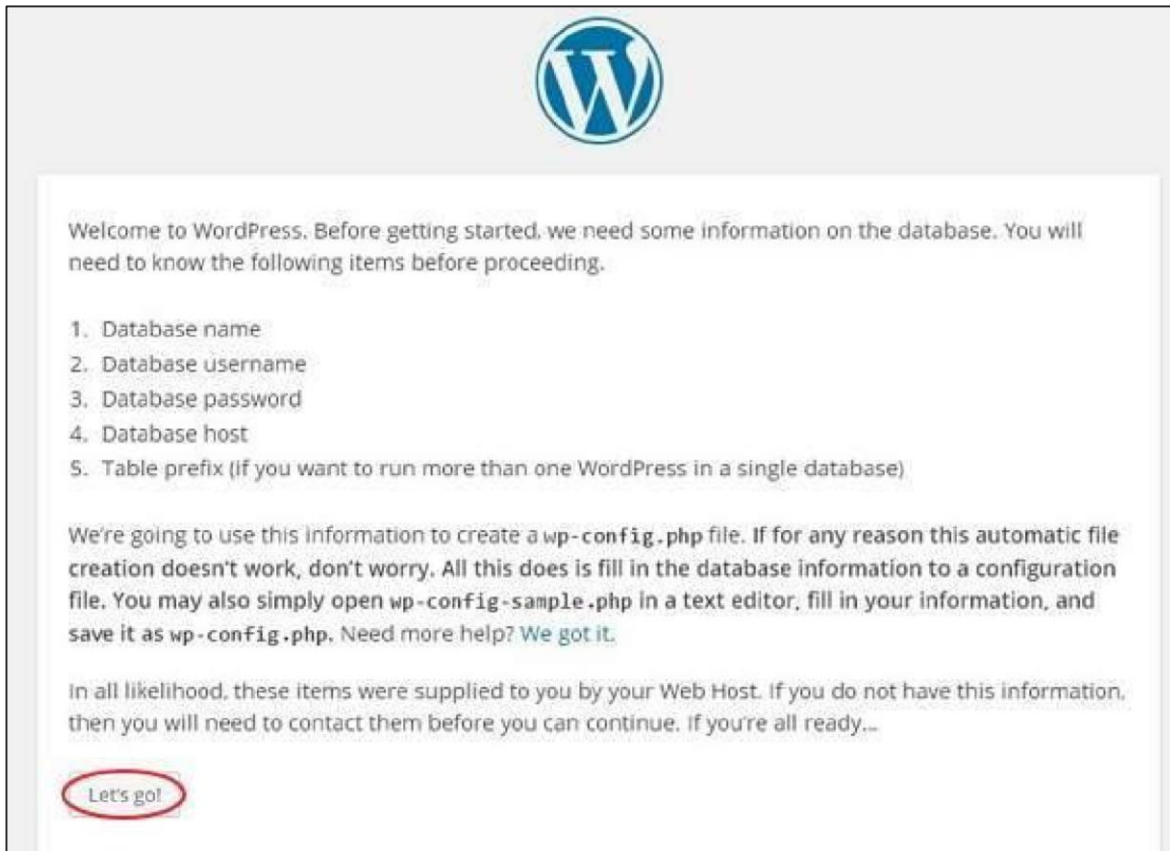 Welcome to WordPress. Before getting started, we need some information on the database. You will
need to know the following items before proceeding.
1. Database name
2. Database username
3. Database password
4. Database host
5. Table prefix (if you want to run more than one WordPress in a single database)
We're going to use this information to create a wp-config.php file. If for any reason this automatic file
creation doesn't work, don't worry. All this does is fill in the database information to a configuration
file. You may also simply open wp-config-sample.php in a text editor, fill in your information, and
save it as wp-config.php. Need more help? We got it.
In all likelihood, these items were supplied to you by your Web Host. If you do not have this information,
then you will need to contact them before you can continue. If you're all ready...
Let's go!